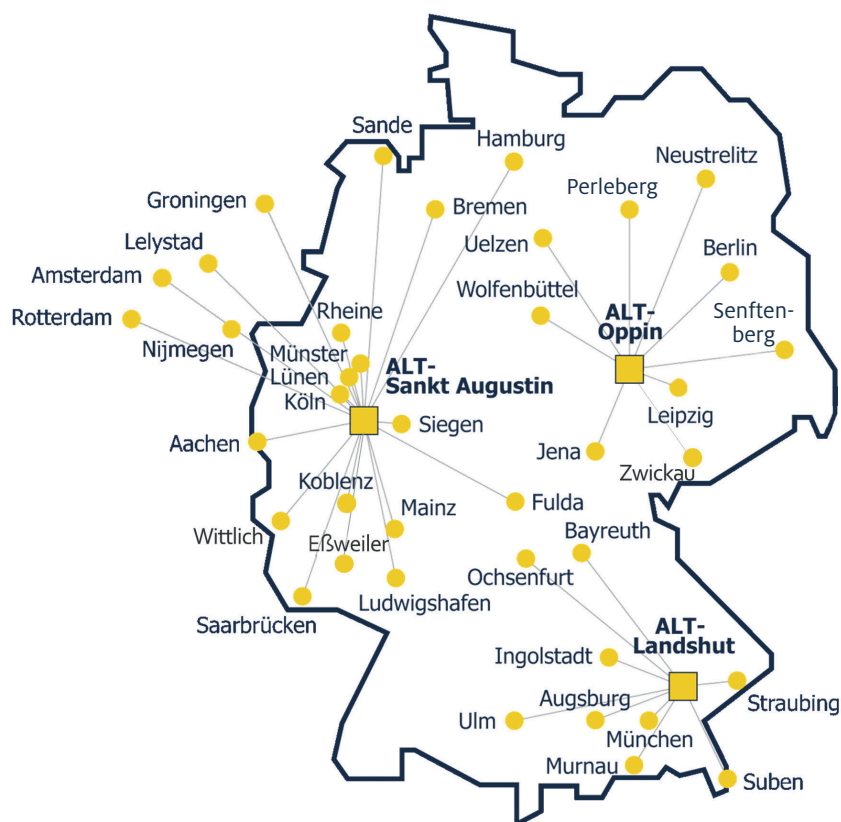 Sande
Hamburg
Neustrelitz
Perleberg
Groningen
Bremen
Lelystad
Uelzen
Berlin
Amsterdam
Wolfenbüttel
ALT-
Oppin
Senften-
berg
Rotterdam
Rheine
Nijmegen
Münster
Lünen
Köln
ALT-
Sankt Augustin
Leipzig
Siegen
Aachen
Jena
Zwickau
Koblenz
Mainz
Fulda
Wittlich
Eßweiler
Bayreuth
Ochsenfurt
Ludwigshafen
Saarbrücken
ALT-
Landshut
Ingolstadt
Augsburg
Straubing
Ulm
München
Murnau
Suben